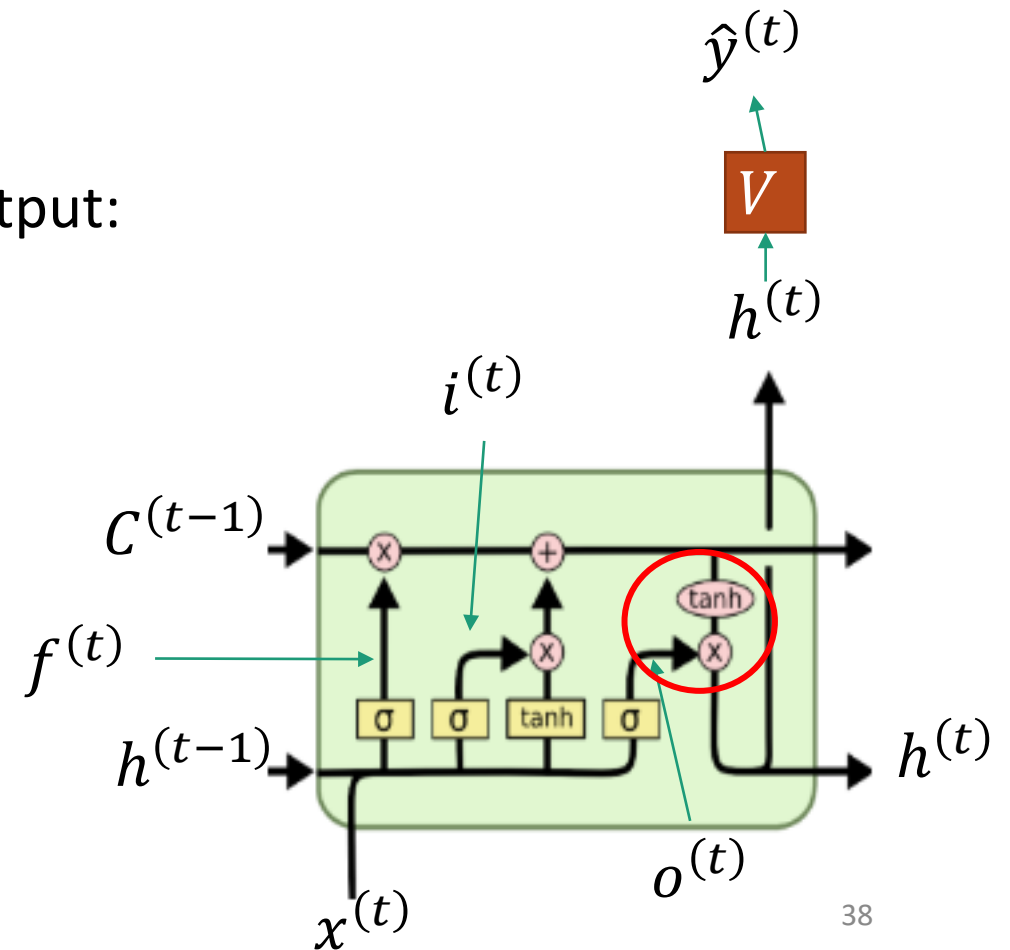 ŷ^(t)
V
tput:
h^(t)
i^(t)
C^(t−1)
x +
tanh
f^(t)
x x
σ σ tanh σ
h^(t−1) h^(t)
o^(t)
x^(t)
38